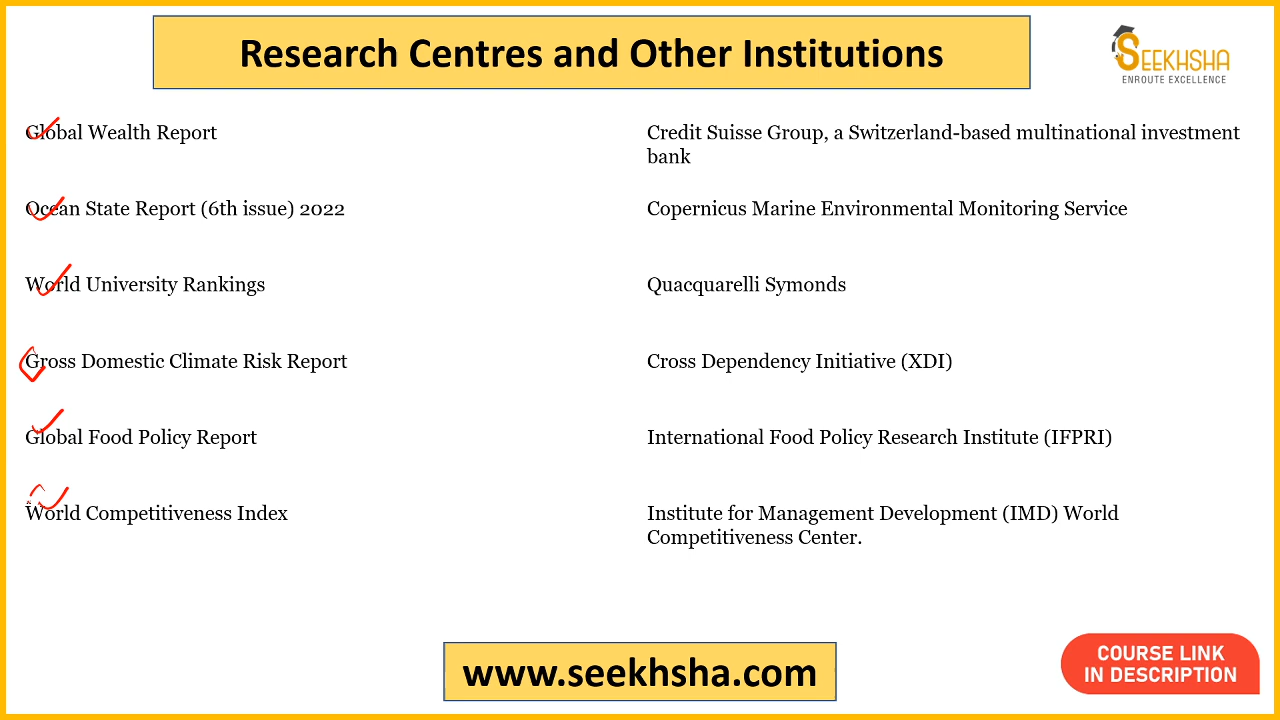 Research Centres and Other Institutions
SEEKHSHA
ENROUTE EXCELLENCE
Global Wealth Report
Credit Suisse Group, a Switzerland-based multinational investment
bank
Ocean State Report (6th issue) 2022
Copernicus Marine Environmental Monitoring Service
World University Rankings
Quacquarelli Symonds
Gross Domestic Climate Risk Report
Cross Dependency Initiative (XDI)
Global Food Policy Report
International Food Policy Research Institute (IFPRI)
World Competitiveness Index
Institute for Management Development (IMD) World
Competitiveness Center.
www.seekhsha.com
COURSE LINK
IN DESCRIPTION